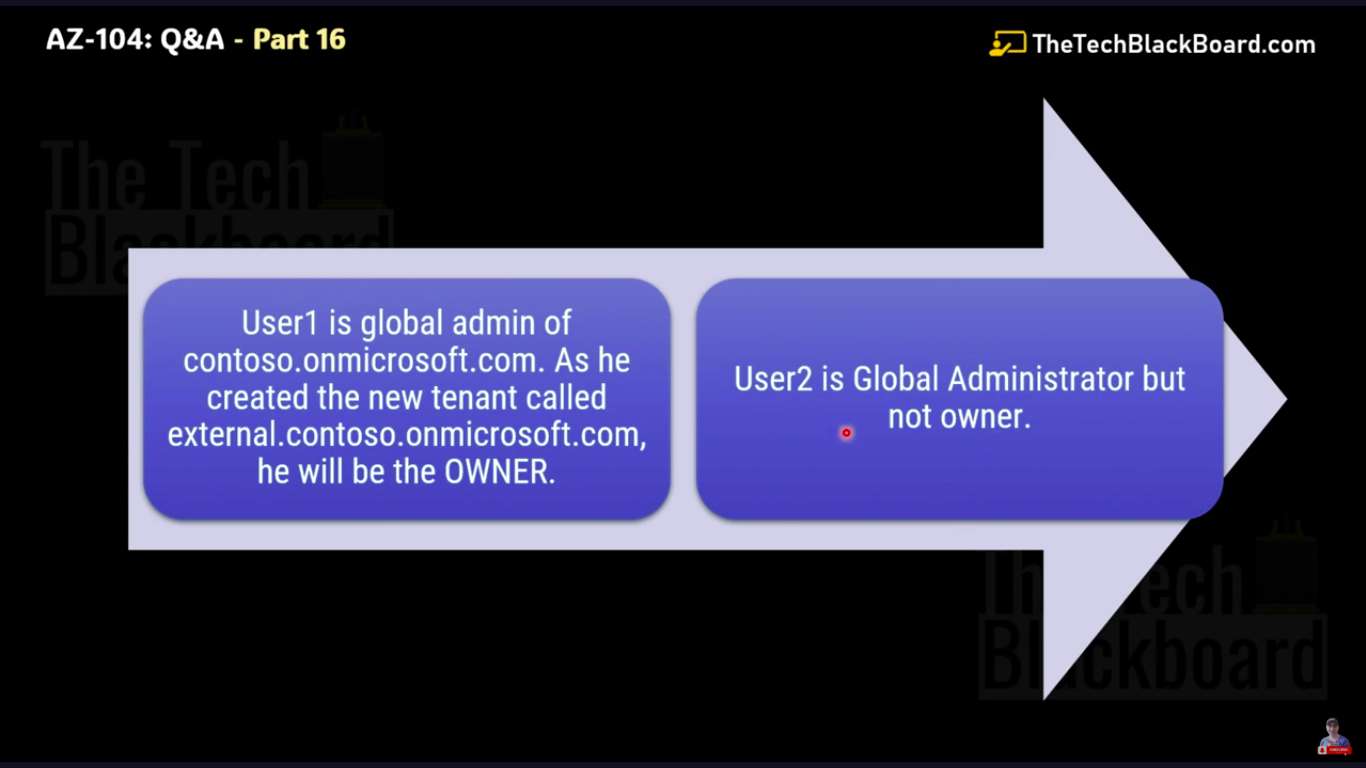 AZ-104: Q&A - Part 16
TheTechBlackBoard.com
The Tech
Blackboard
User1 is global admin of
contoso.onmicrosoft.com. As he
created the new tenant called
external.contoso.onmicrosoft.com,
he will be the OWNER.
User2 is Global Administrator but
not owner.
The Tech
Blackboard